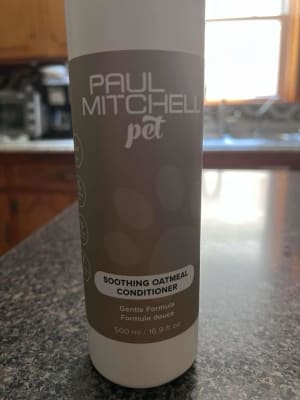 PAUL
MITCHELL
pet
SOOTHING OATMEAL
CONDITIONER
Gentle Formula
Formule douce
500 ml / 16.9 fl oz